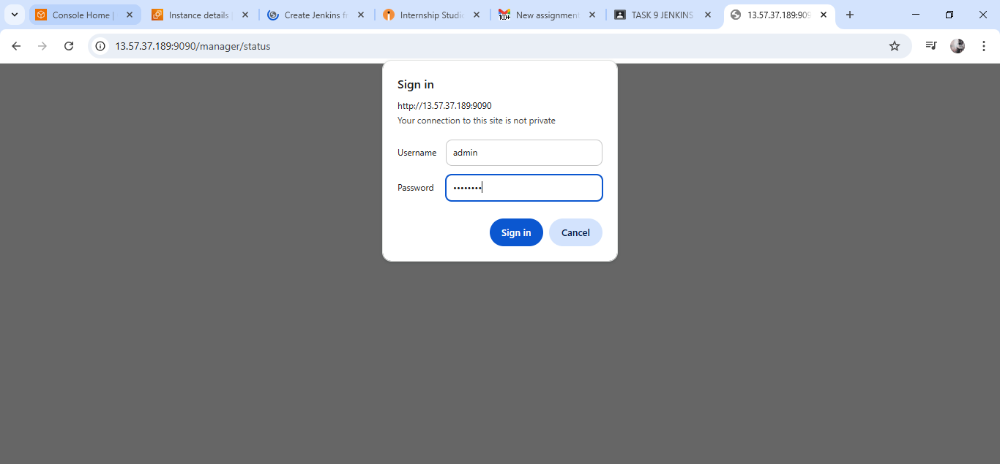 Console Home |
Instance details
Create Jenkins fr
Internship Studio
New assignment
TASK 9 JENKINS
13.57.37.189:909
13.57.37.189:9090/manager/status
Sign in
http://13.57.37.189:9090
Your connection to this site is not private
Username admin
Password ••••••••
Sign in Cancel